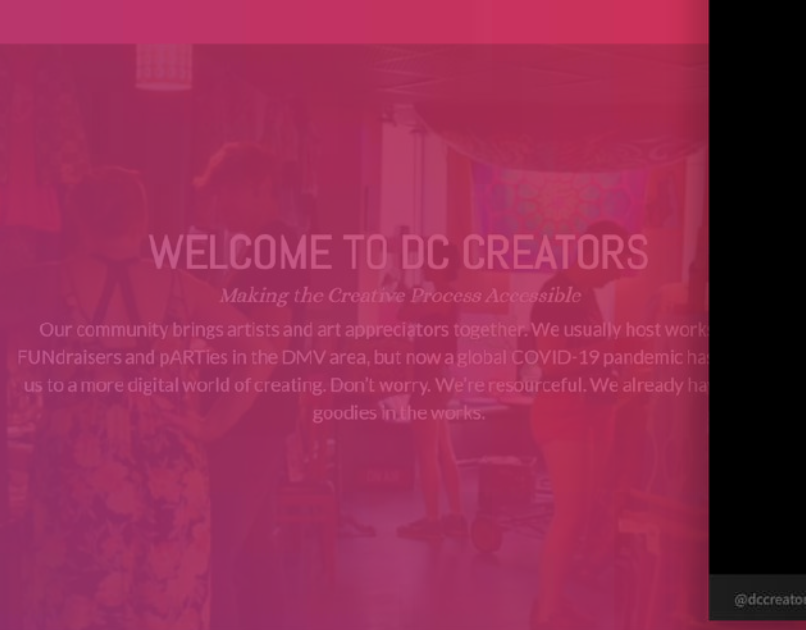 WELCOME TO DC CREATORS
Making the Creative Process Accessible
Our community brings artists and art appreciators together. We usually host work
FUNdraisers and pARTies in the DMV area, but now a global COVID-19 pandemic has
us to a more digital world of creating. Don't worry. We're resourceful. We already ha
goodies in the works.
@dccreator